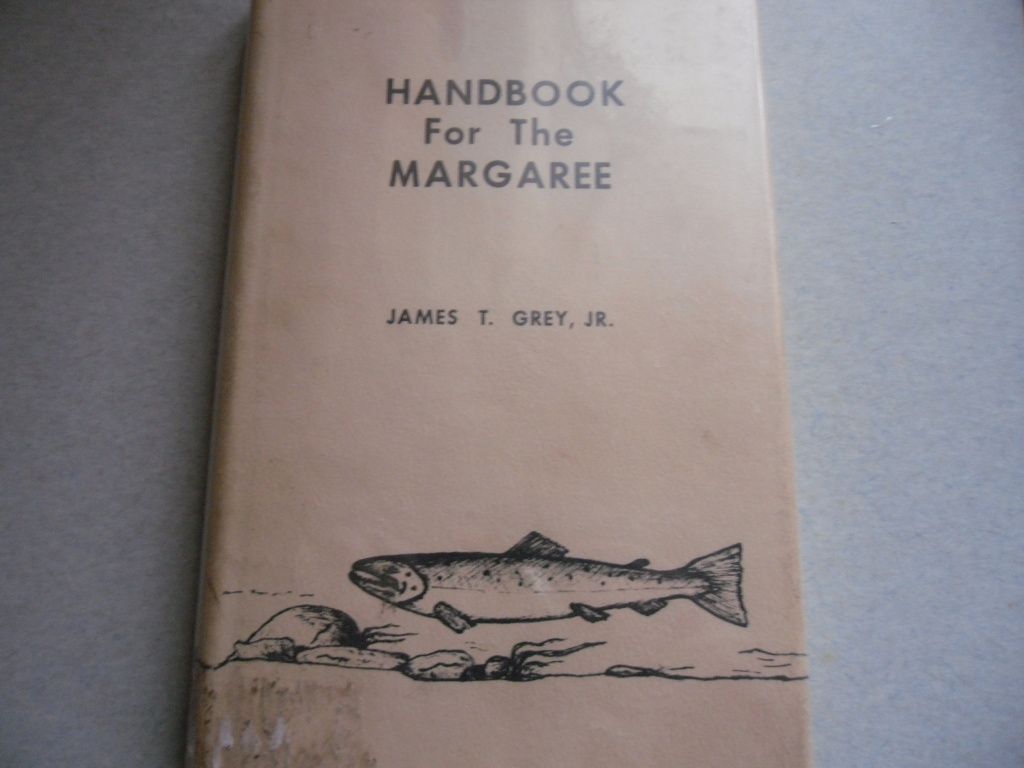 HANDBOOK
For The
MARGAREE
JAMES T. GREY, JR.